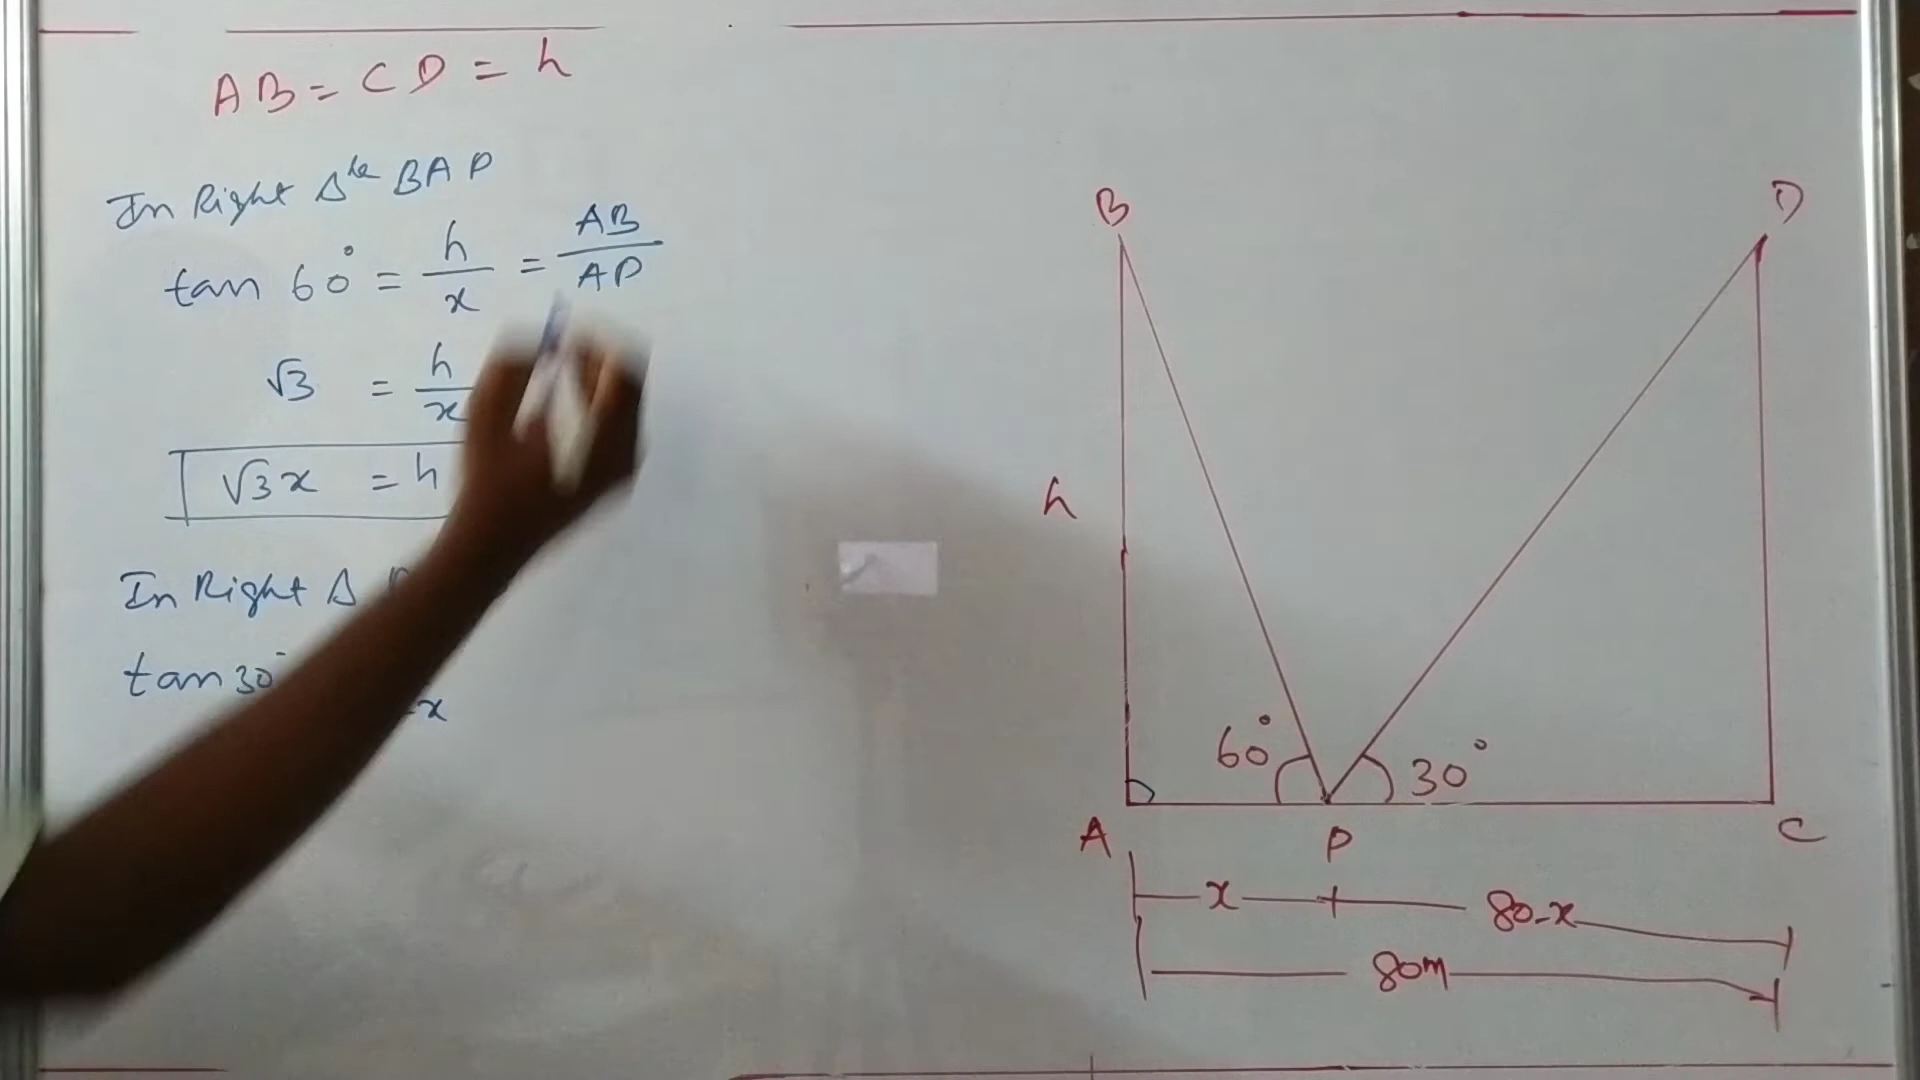 AB = CD = h
In Right Δle BAP
tan 60° = h/x = AB/AP
√3 = h/x
√3x = h
In Right Δ
tan 30°
-x
B
D
h
60°
30°
A
P
C
x
80-x
80m